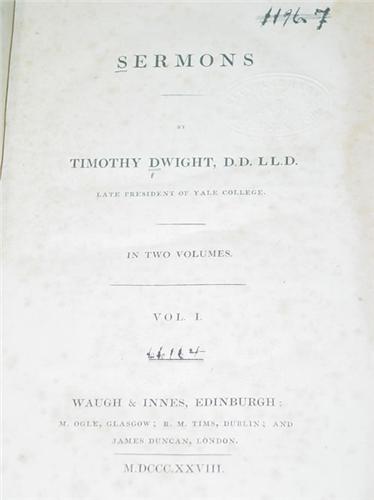 1196.7
SERMONS
BY
TIMOTHY DWIGHT, D.D. LL.D.
LATE PRESIDENT OF YALE COLLEGE.
IN TWO VOLUMES.
VOL. I.
WAUGH & INNES, EDINBURGH;
M. OGLE, GLASGOW; R. M. TIMS, DUBLIN; AND
JAMES DUNCAN, LONDON.
M.DCCC.XXVIII.